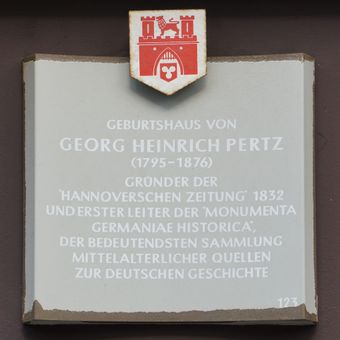 GEBURTSHAUS VON
GEORG HEINRICH PERTZ
(1795-1876)
GRÜNDER DER
"HANNOVERSCHEN ZEITUNG" 1832
UND ERSTER LEITER DER "MONUMENTA
GERMANIAE HISTORICA",
DER BEDEUTENDSTEN SAMMLUNG
MITTELALTERLICHER QUELLEN
ZUR DEUTSCHEN GESCHICHTE
123